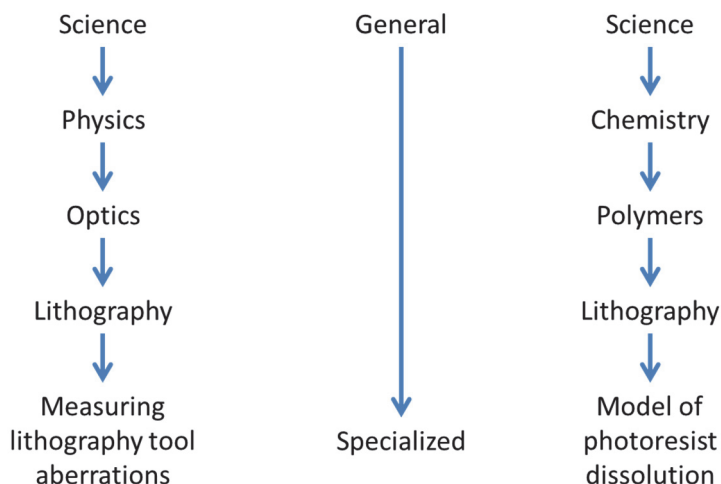 Science
Physics
Optics
Lithography
Measuring
lithography tool
aberrations
General
Specialized
Science
Chemistry
Polymers
Lithography
Model of
photoresist
dissolution